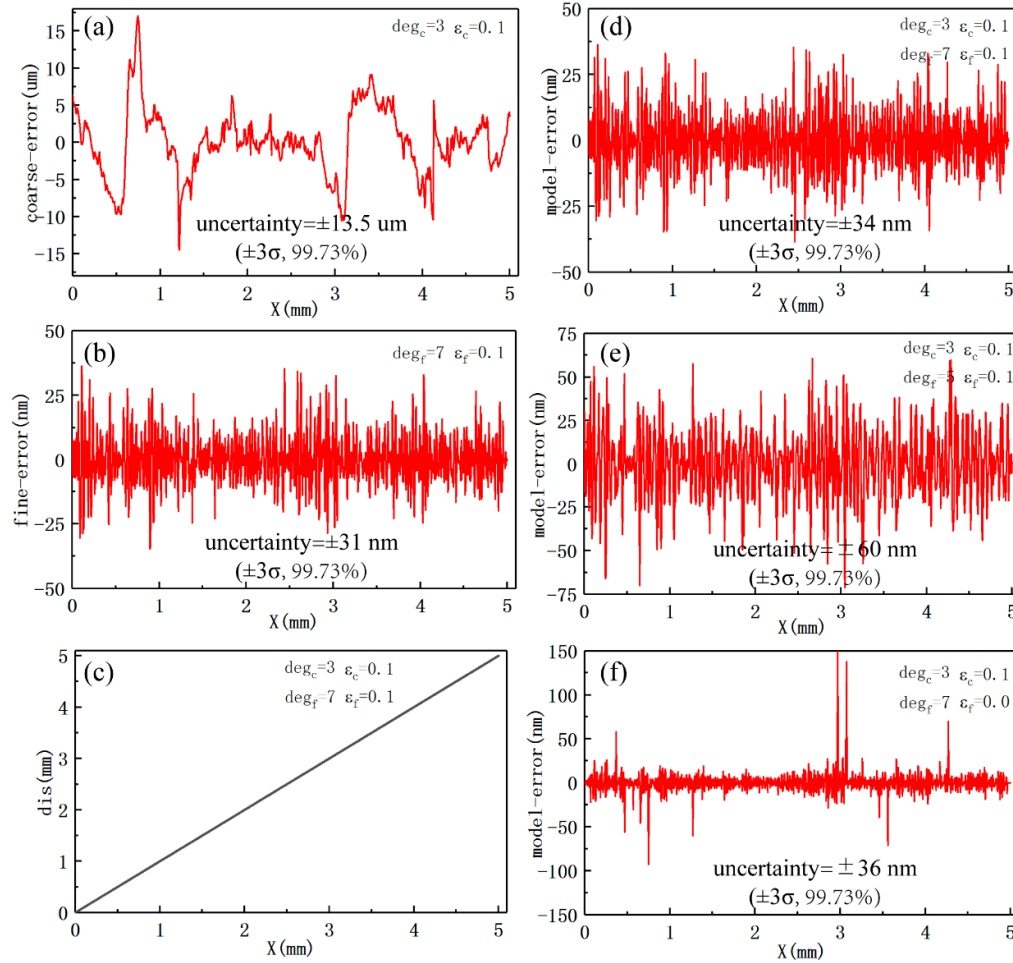 (a)
deg_c=3 ε_c=0.1
coarse-error(um)
15
10
5
0
-5
-10
-15
uncertainty=±13.5 um
(±3σ, 99.73%)
0 1 2 3 4 5
X(mm)
(d)
deg_c=3 ε_c=0.1
deg_f=7 ε_f=0.1
model-error(nm)
50
25
0
-25
-50
uncertainty=±34 nm
(±3σ, 99.73%)
0 1 2 3 4 5
X(mm)
(b)
deg_f=7 ε_f=0.1
fine-error(nm)
50
25
0
-25
-50
uncertainty=±31 nm
(±3σ, 99.73%)
0 1 2 3 4 5
X(mm)
(e)
deg_c=3 ε_c=0.1
deg_f=5 ε_f=0.1
model-error(nm)
75
50
25
0
-25
-50
-75
uncertainty=±60 nm
(±3σ, 99.73%)
0 1 2 3 4 5
X(mm)
(c)
deg_c=3 ε_c=0.1
deg_f=7 ε_f=0.1
dis(mm)
5
4
3
2
1
0
0 1 2 3 4 5
X(mm)
(f)
deg_c=3 ε_c=0.1
deg_f=7 ε_f=0.0
model-error(nm)
150
100
50
0
-50
-100
-150
uncertainty=±36 nm
(±3σ, 99.73%)
0 1 2 3 4 5
X(mm)